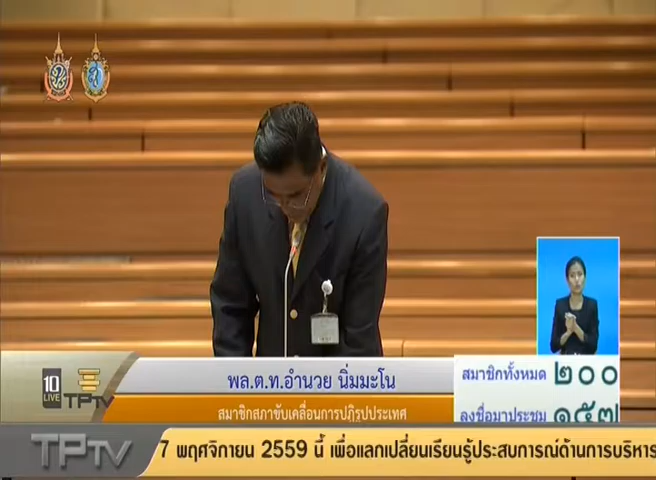 พล.ต.ท.อำนวย นิ่มมะโน
สมาชิกสภาขับเคลื่อนการปฏิรูปประเทศ
สมาชิกทั้งหมด ๒๐๐
ลงชื่อมาประชุม ๑๕๗
10
LIVE
TPTV
TPTV
7 พฤศจิกายน 2559 นี้ เพื่อแลกเปลี่ยนเรียนรู้ประสบการณ์ด้านการบริหาร